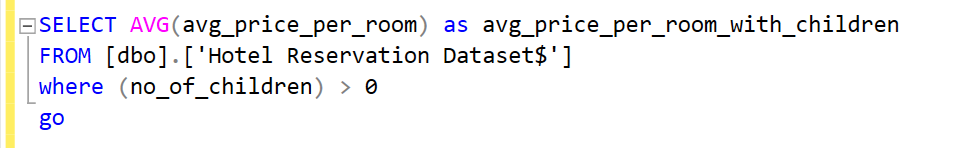 SELECT AVG(avg_price_per_room) as avg_price_per_room_with_children
FROM [dbo].['Hotel Reservation Dataset$']
where (no_of_children) > 0
go